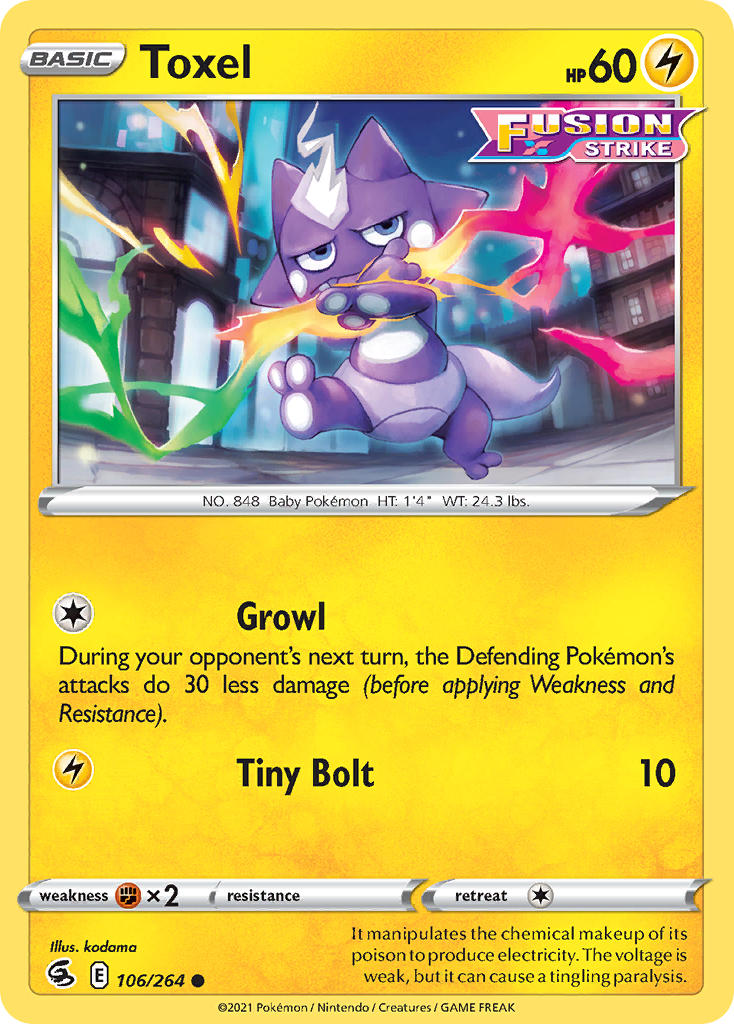 BASIC Toxel HP 60
FUSION
STRIKE
NO. 848 Baby Pokémon HT: 1'4" WT: 24.3 lbs.
Growl
During your opponent's next turn, the Defending Pokémon's
attacks do 30 less damage (before applying Weakness and
Resistance).
Tiny Bolt 10
weakness ×2 resistance retreat
Illus. kodama
E 106/264
It manipulates the chemical makeup of its
poison to produce electricity. The voltage is
weak, but it can cause a tingling paralysis.
©2021 Pokémon / Nintendo / Creatures / GAME FREAK